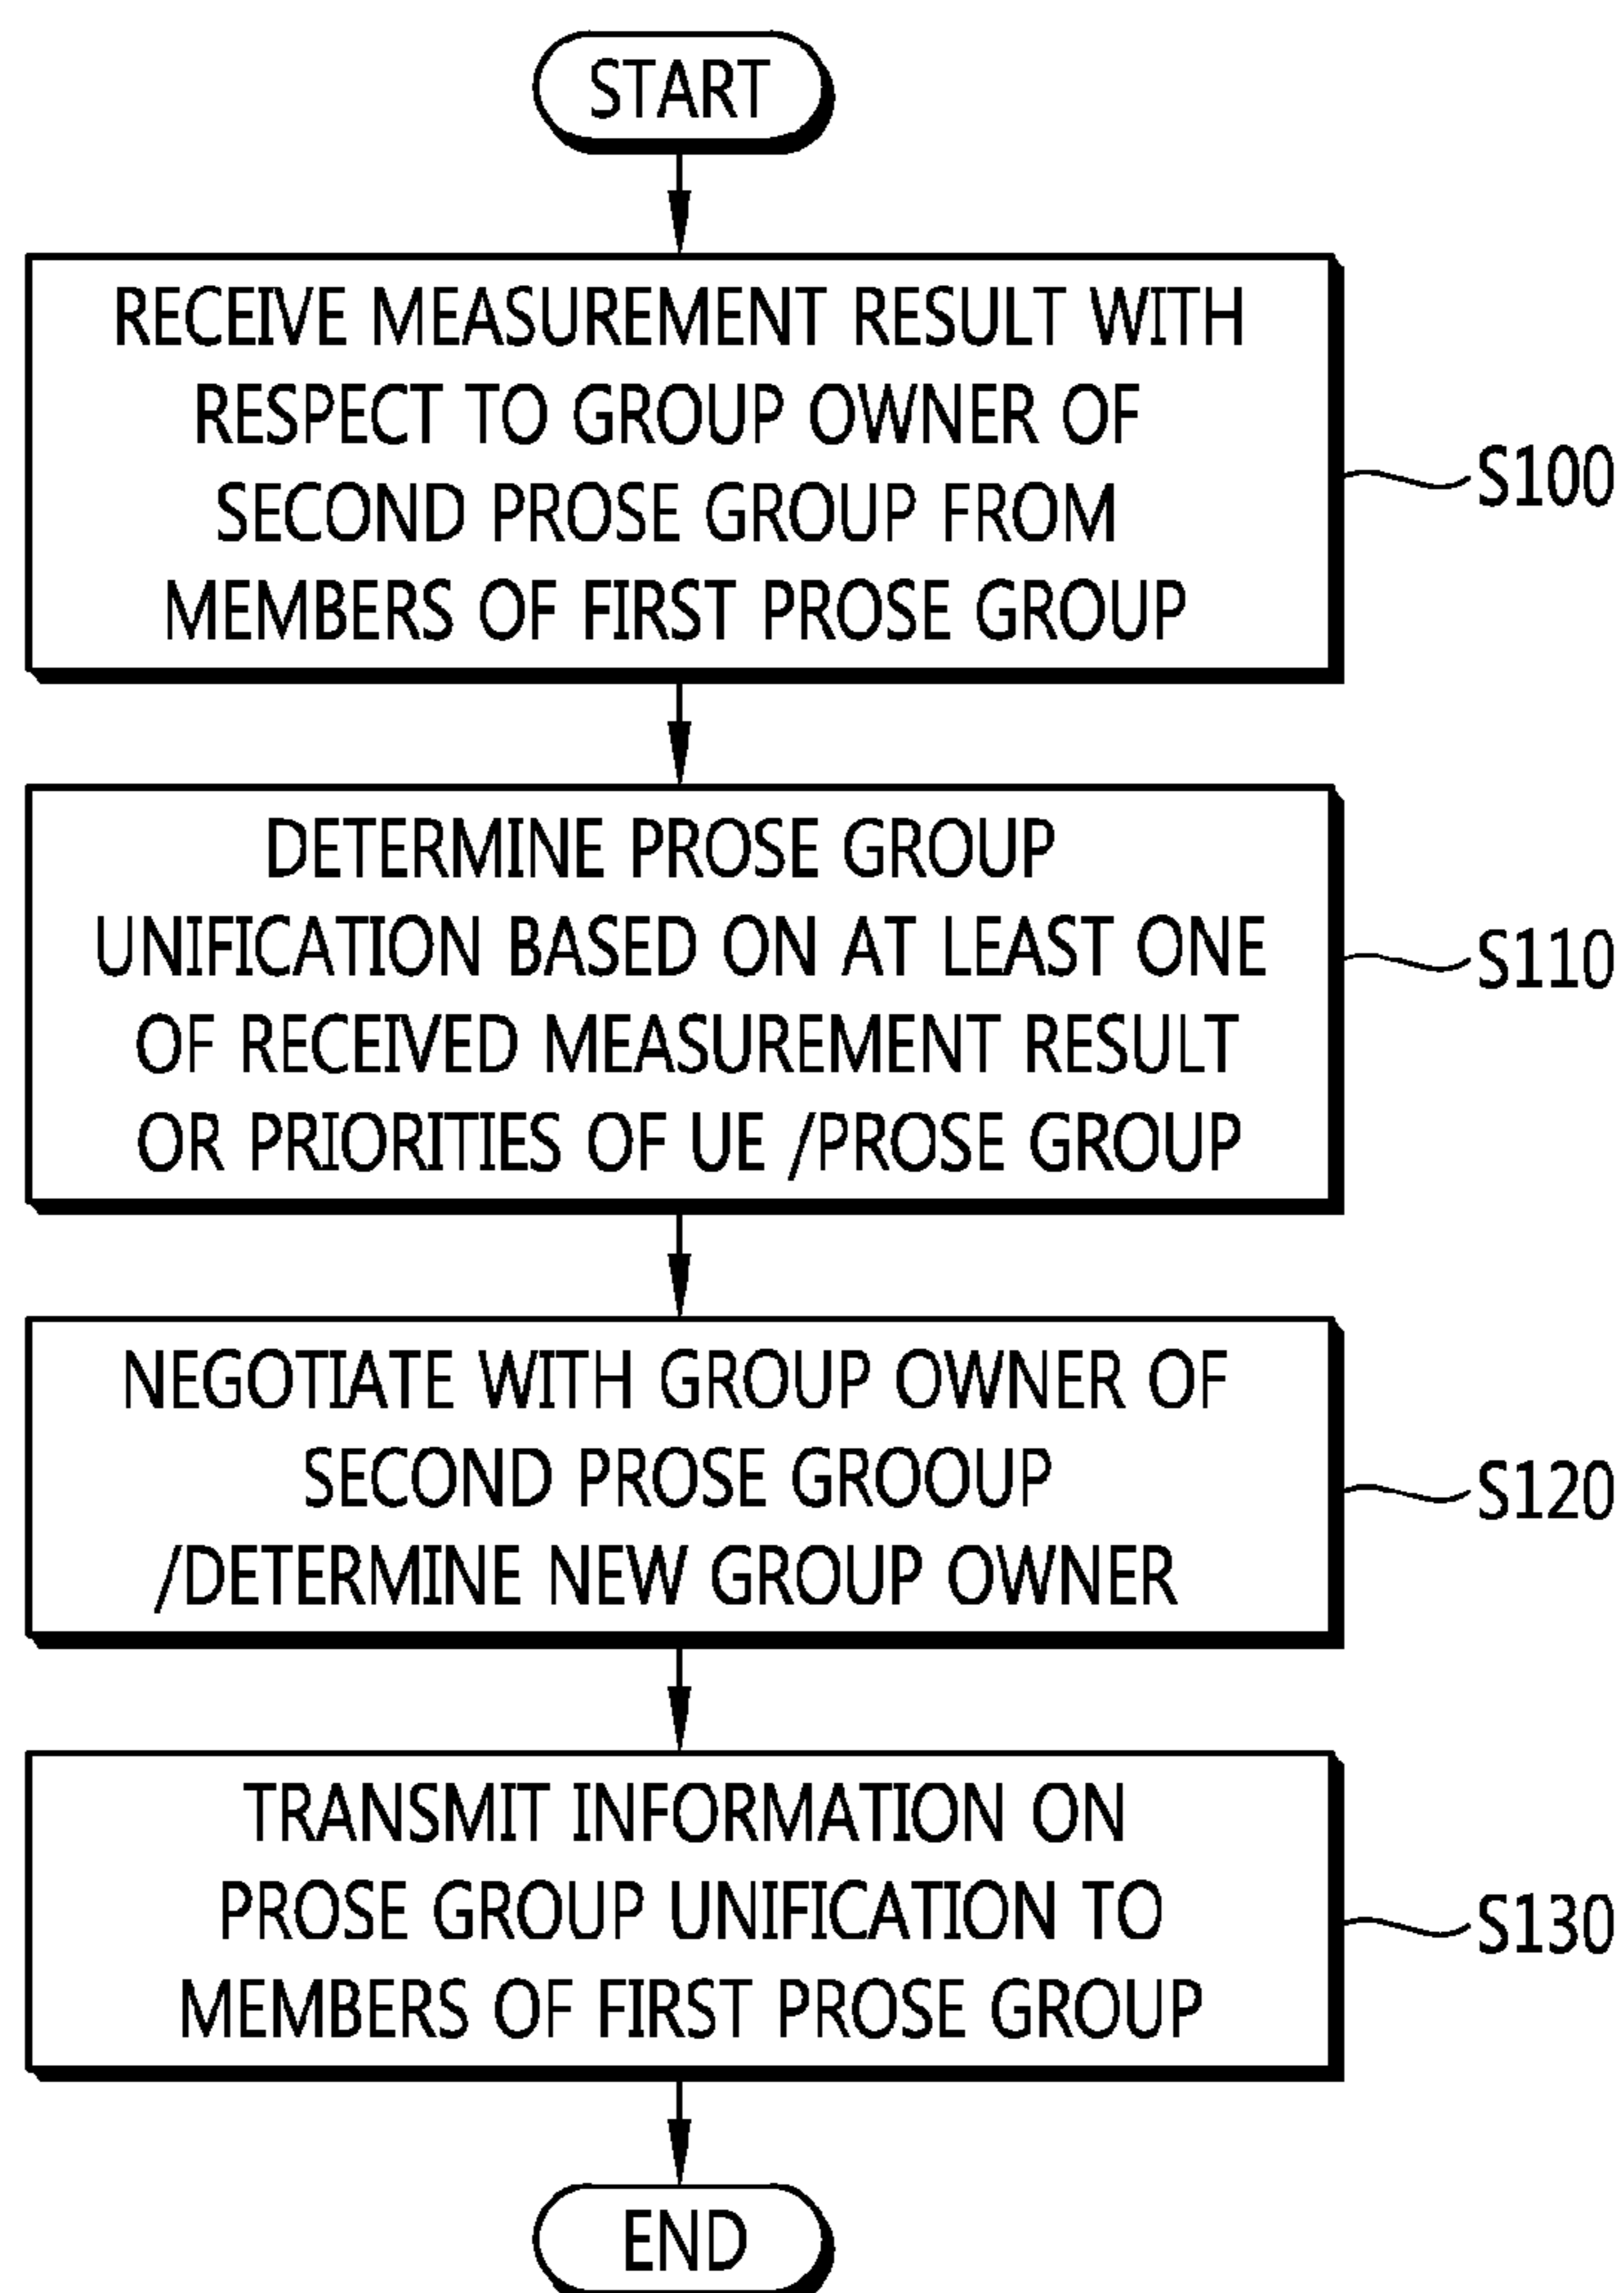 START
RECEIVE MEASUREMENT RESULT WITH
RESPECT TO GROUP OWNER OF
SECOND PROSE GROUP FROM
MEMBERS OF FIRST PROSE GROUP
S100
DETERMINE PROSE GROUP
UNIFICATION BASED ON AT LEAST ONE
OF RECEIVED MEASUREMENT RESULT
OR PRIORITIES OF UE /PROSE GROUP
S110
NEGOTIATE WITH GROUP OWNER OF
SECOND PROSE GROOUP
/DETERMINE NEW GROUP OWNER
S120
TRANSMIT INFORMATION ON
PROSE GROUP UNIFICATION TO
MEMBERS OF FIRST PROSE GROUP
S130
END